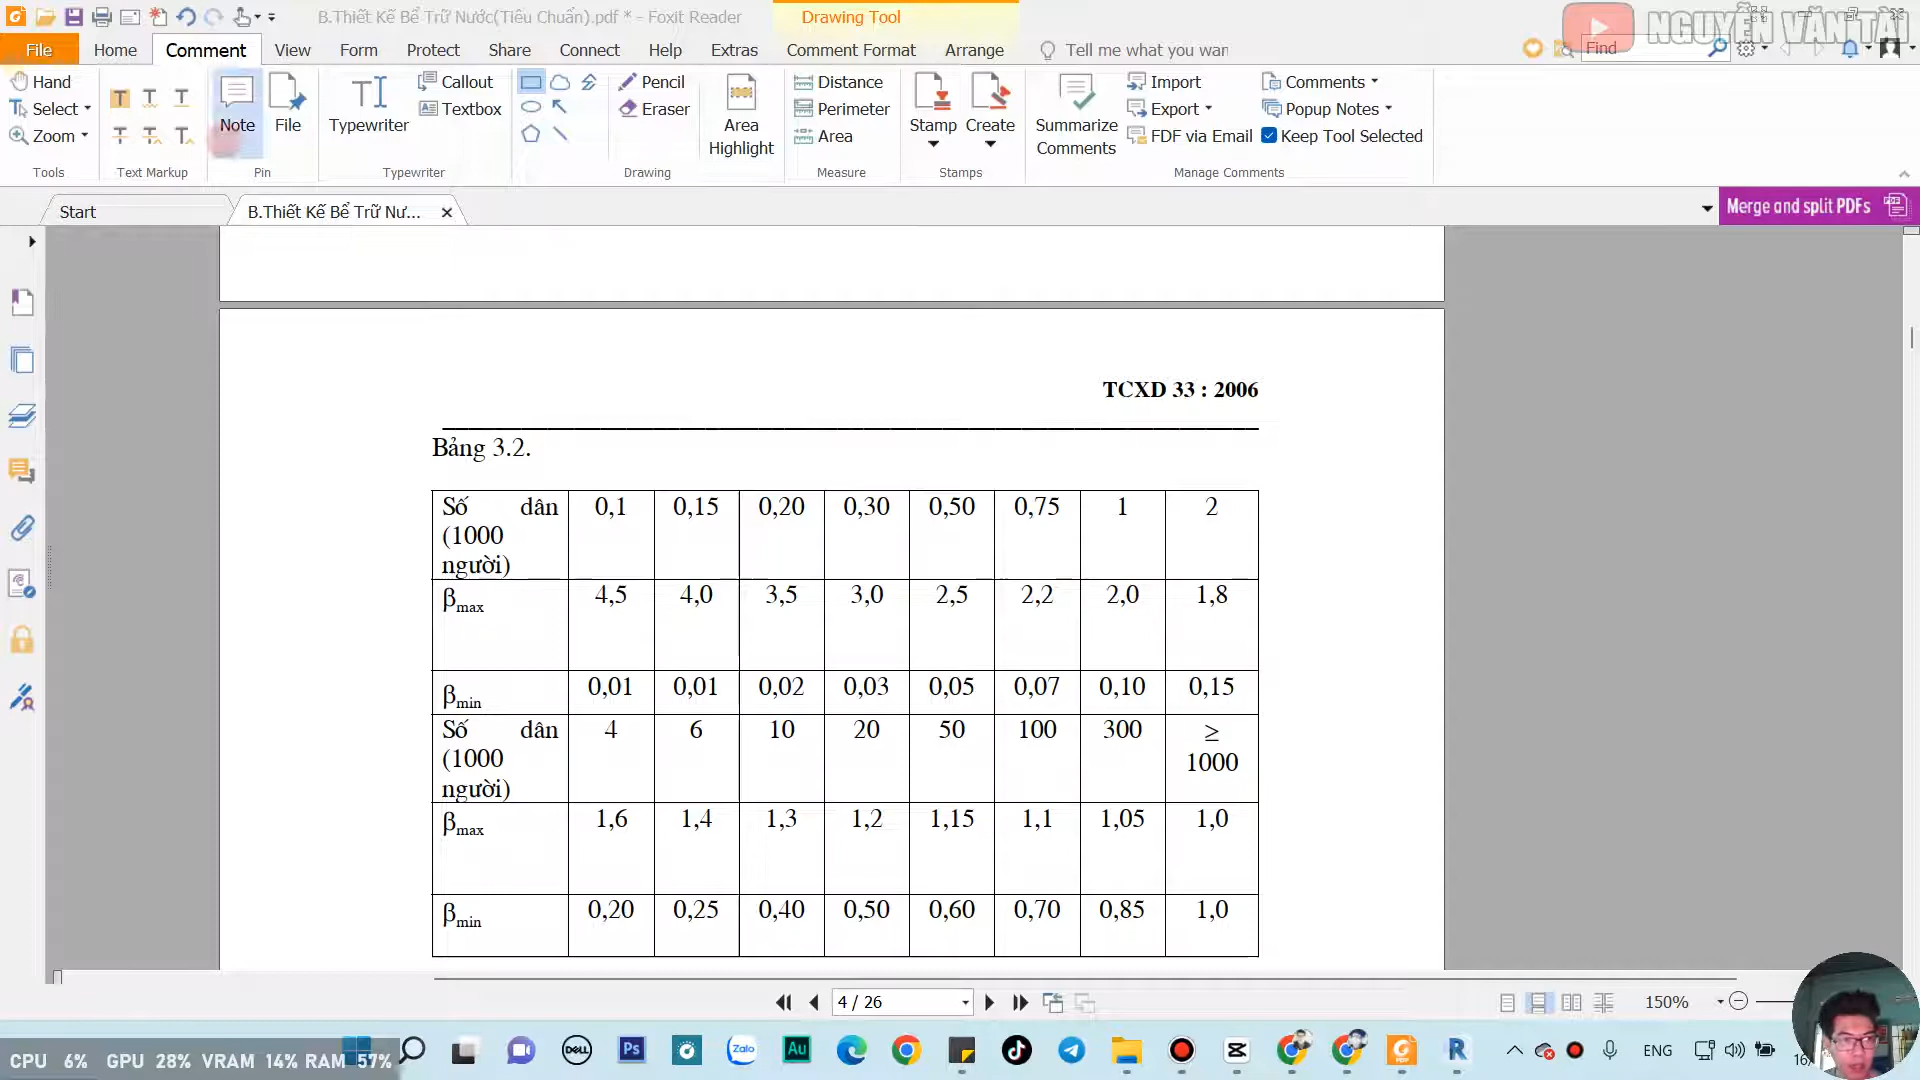 B.Thiết Kế Bể Trữ Nước(Tiêu Chuẩn).pdf * - Foxit Reader
Drawing Tool
NGUYỄN VĂN TÀI
File Home Comment View Form Protect Share Connect Help Extras Comment Format Arrange Tell me what you wan Find
Hand
Select
Zoom
Tools
Text Markup
Note
File
Pin
Typewriter
Callout
Textbox
Typewriter
Pencil
Eraser
Area Highlight
Drawing
Distance
Perimeter
Area
Measure
Stamp
Create
Stamps
Summarize Comments
Import
Export
FDF via Email
Comments
Popup Notes
Keep Tool Selected
Manage Comments
Start
B.Thiết Kế Bể Trữ Nư...
Merge and split PDFs
TCXD 33 : 2006
Bảng 3.2.
Số dân (1000 người) 0,1 0,15 0,20 0,30 0,50 0,75 1 2
βmax 4,5 4,0 3,5 3,0 2,5 2,2 2,0 1,8
βmin 0,01 0,01 0,02 0,03 0,05 0,07 0,10 0,15
Số dân (1000 người) 4 6 10 20 50 100 300 ≥ 1000
βmax 1,6 1,4 1,3 1,2 1,15 1,1 1,05 1,0
βmin 0,20 0,25 0,40 0,50 0,60 0,70 0,85 1,0
4 / 26
150%
CPU 6% GPU 28% VRAM 14% RAM 57%
DELL
Ps
Zalo
Au
R
ENG
16